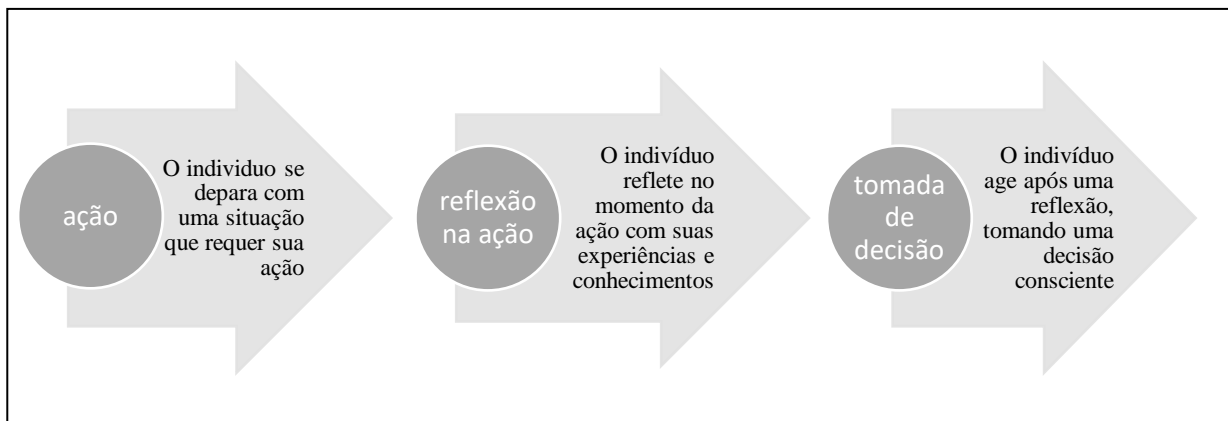 ação
O individuo se
depara com
uma situação
que requer sua
ação
reflexão
na ação
O indivíduo
reflete no
momento da
ação com suas
experiências e
conhecimentos
tomada
de
decisão
O indivíduo
age após uma
reflexão,
tomando uma
decisão
consciente